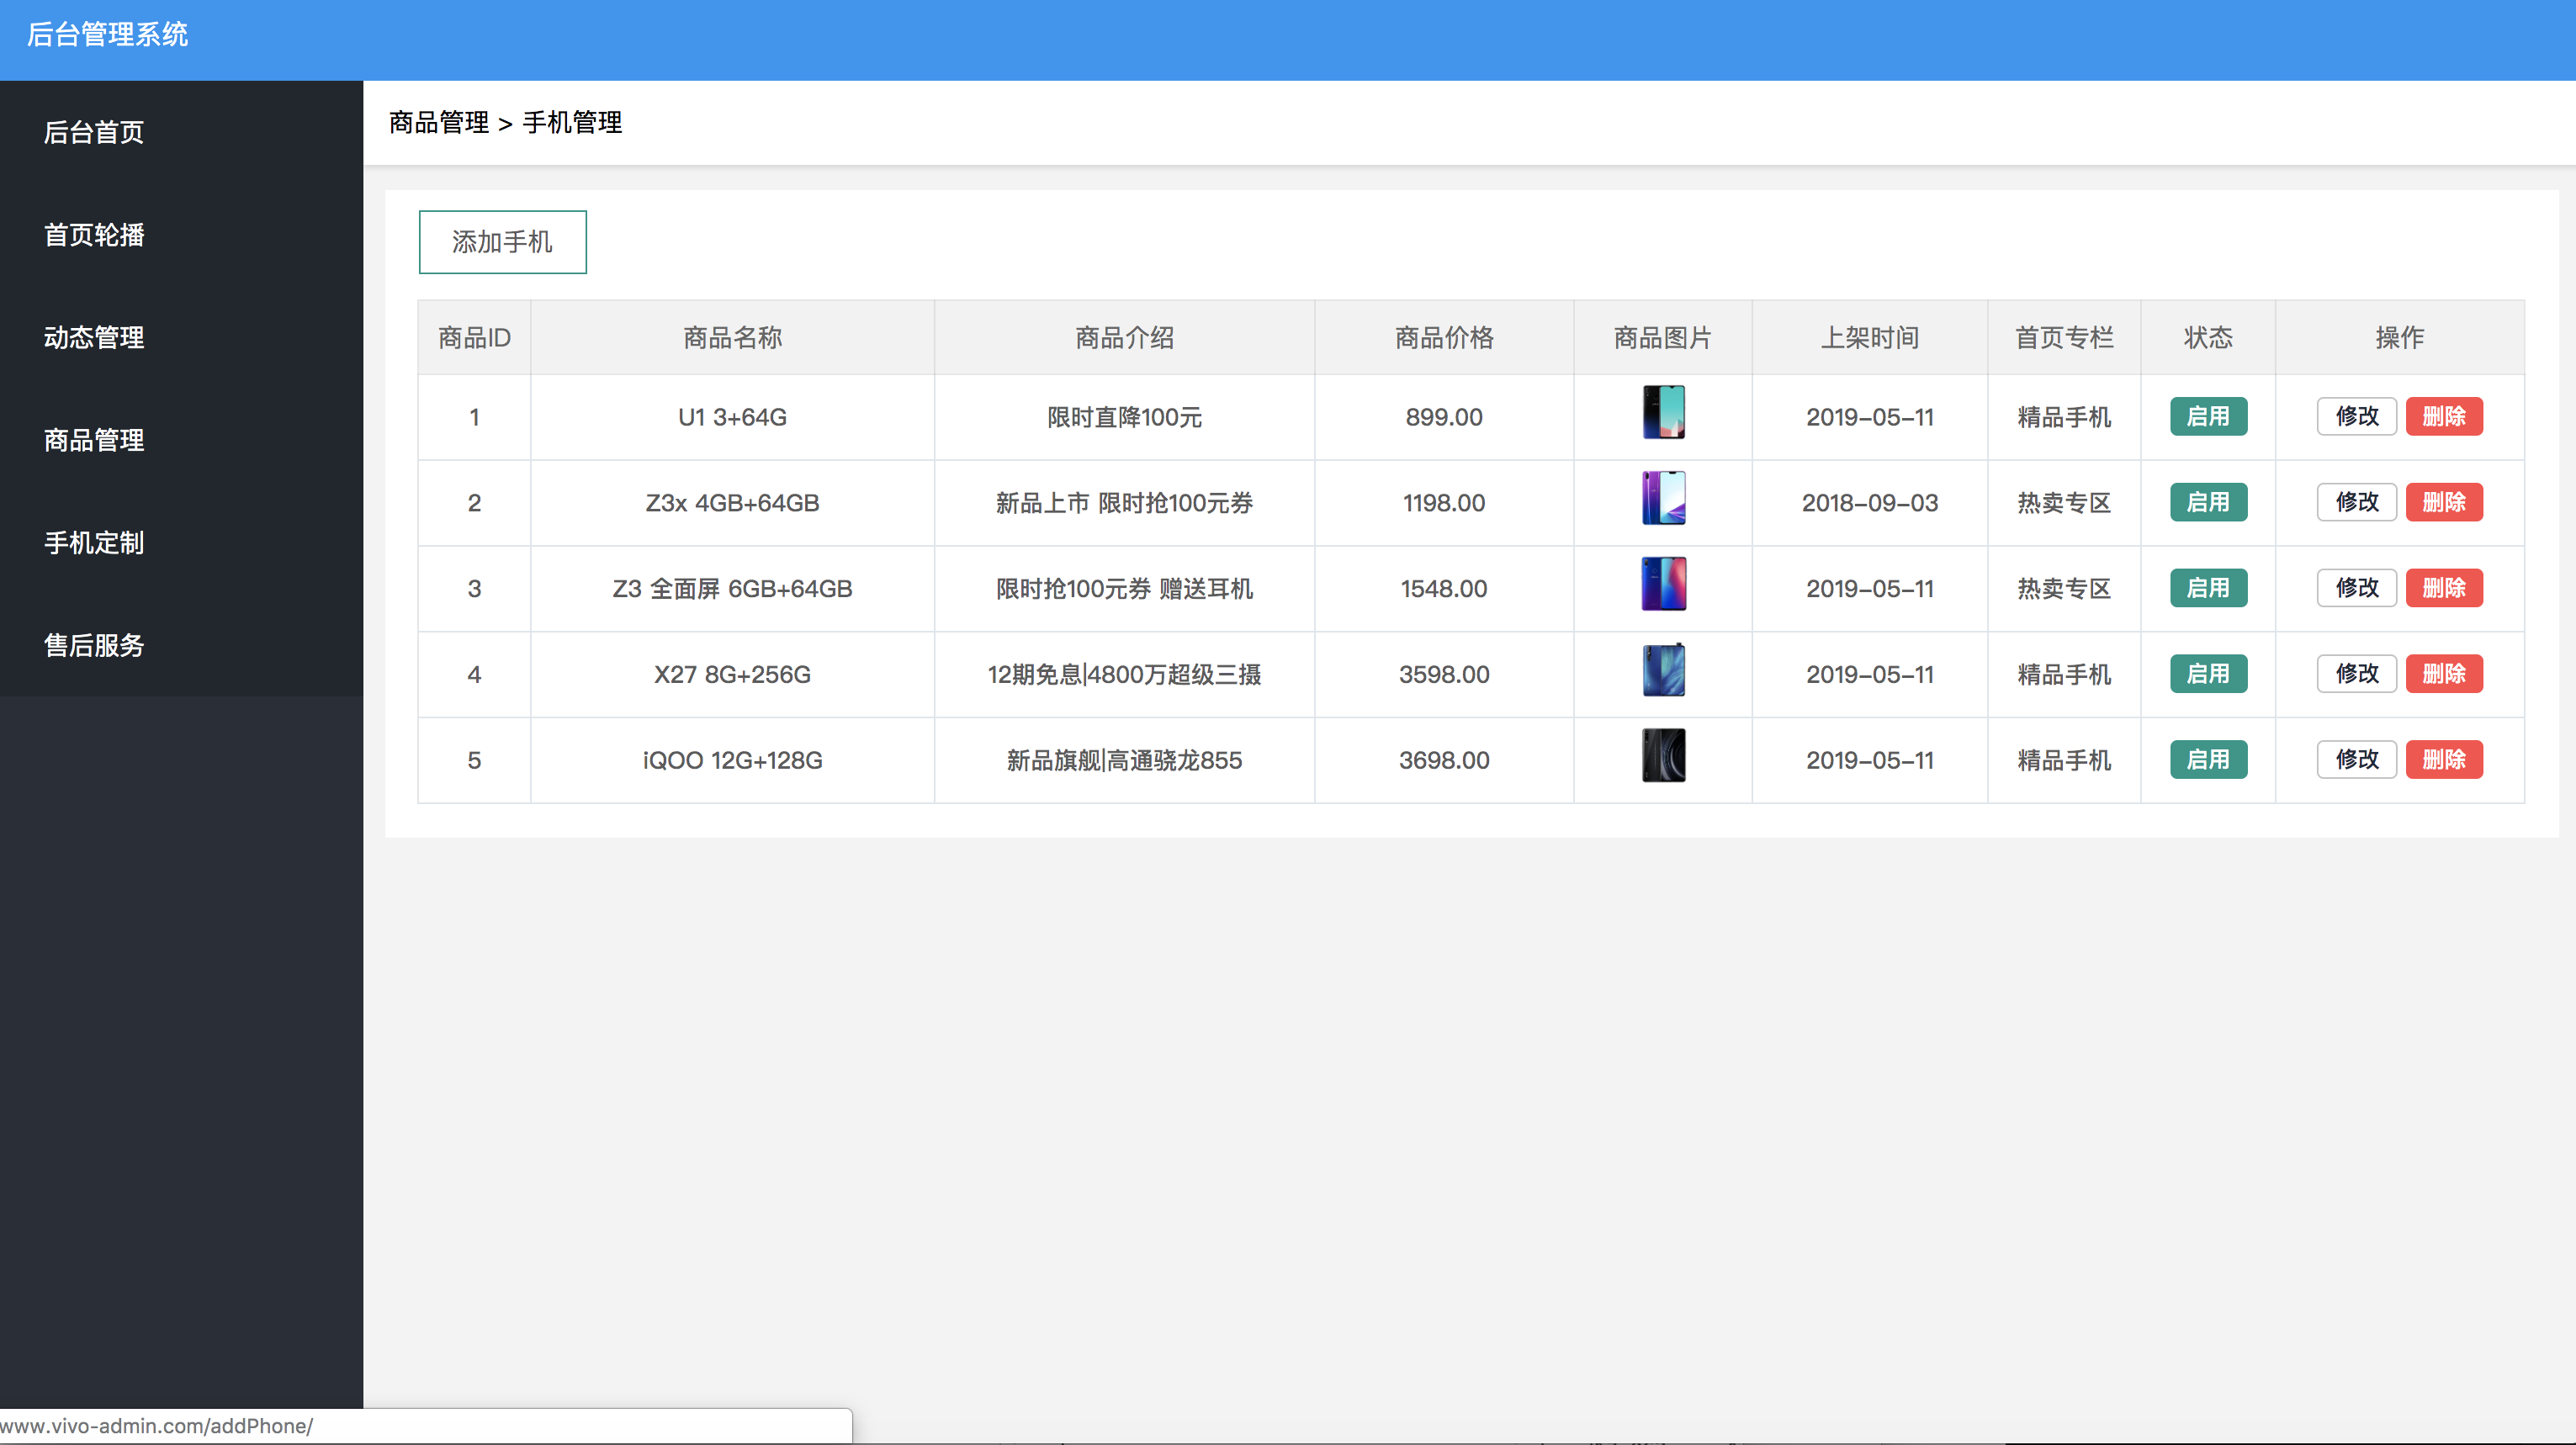 后台管理系统
后台首页
首页轮播
动态管理
商品管理
手机定制
售后服务
商品管理 > 手机管理
添加手机
商品ID 商品名称 商品介绍 商品价格 商品图片 上架时间 首页专栏 状态 操作
1 U1 3+64G 限时直降100元 899.00 2019-05-11 精品手机 启用 修改 删除
2 Z3x 4GB+64GB 新品上市 限时抢100元券 1198.00 2018-09-03 热卖专区 启用 修改 删除
3 Z3 全面屏 6GB+64GB 限时抢100元券 赠送耳机 1548.00 2019-05-11 热卖专区 启用 修改 删除
4 X27 8G+256G 12期免息|4800万超级三摄 3598.00 2019-05-11 精品手机 启用 修改 删除
5 iQOO 12G+128G 新品旗舰|高通骁龙855 3698.00 2019-05-11 精品手机 启用 修改 删除
www.vivo-admin.com/addPhone/